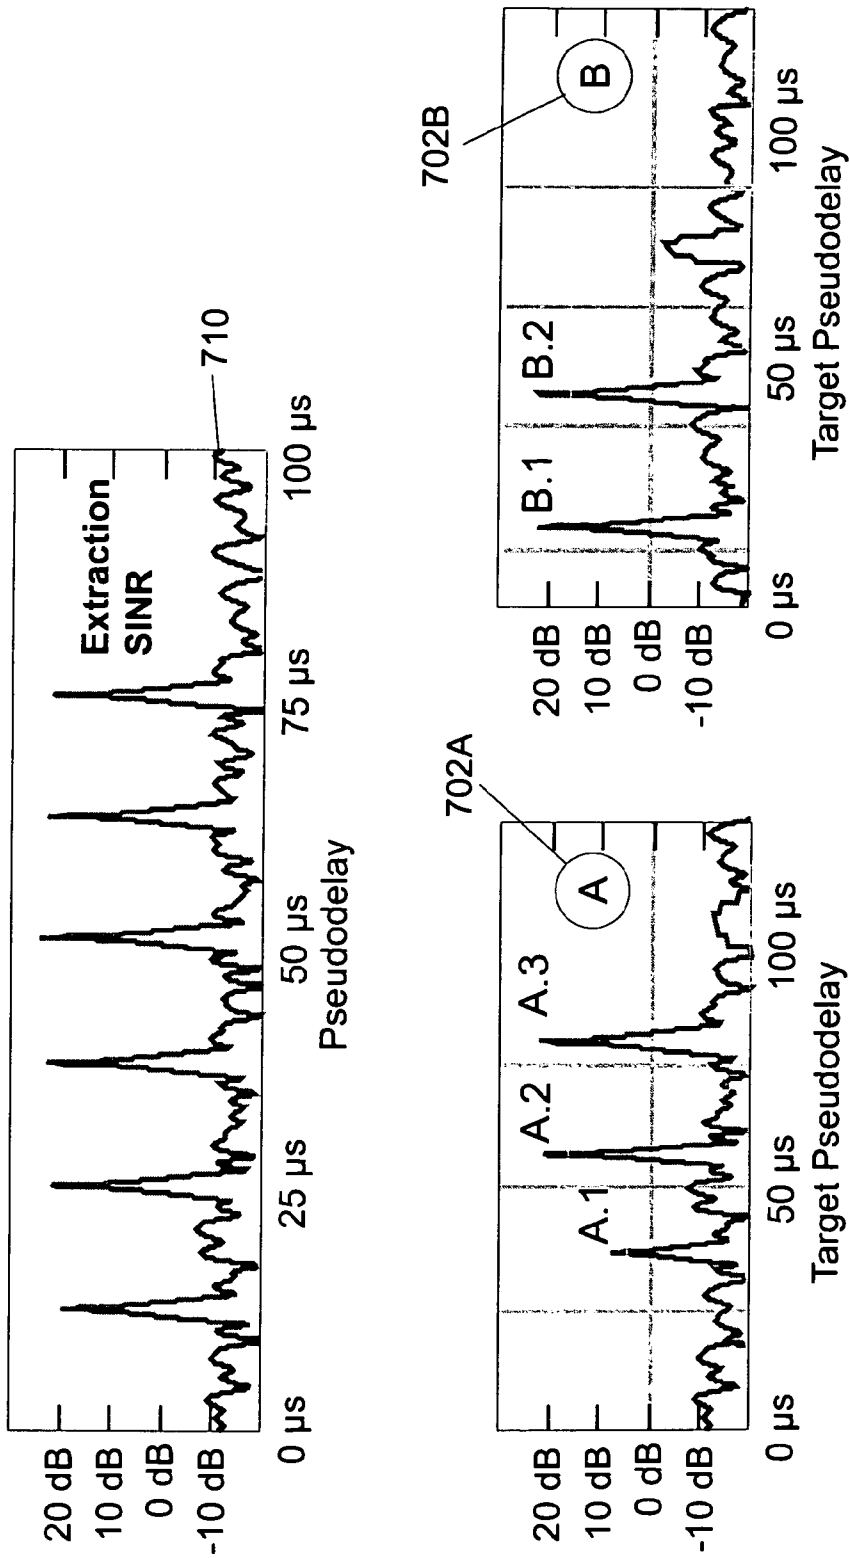 20 dB
10 dB
0 dB
-10 dB
0 µs
25 µs
50 µs
75 µs
100 µs
Pseudodelay
Extraction
SINR
710
702A
A
A.1
A.2
A.3
20 dB
10 dB
0 dB
-10 dB
0 µs
50 µs
100 µs
Target Pseudodelay
702B
B
B.1
B.2
20 dB
10 dB
0 dB
-10 dB
0 µs
50 µs
100 µs
Target Pseudodelay